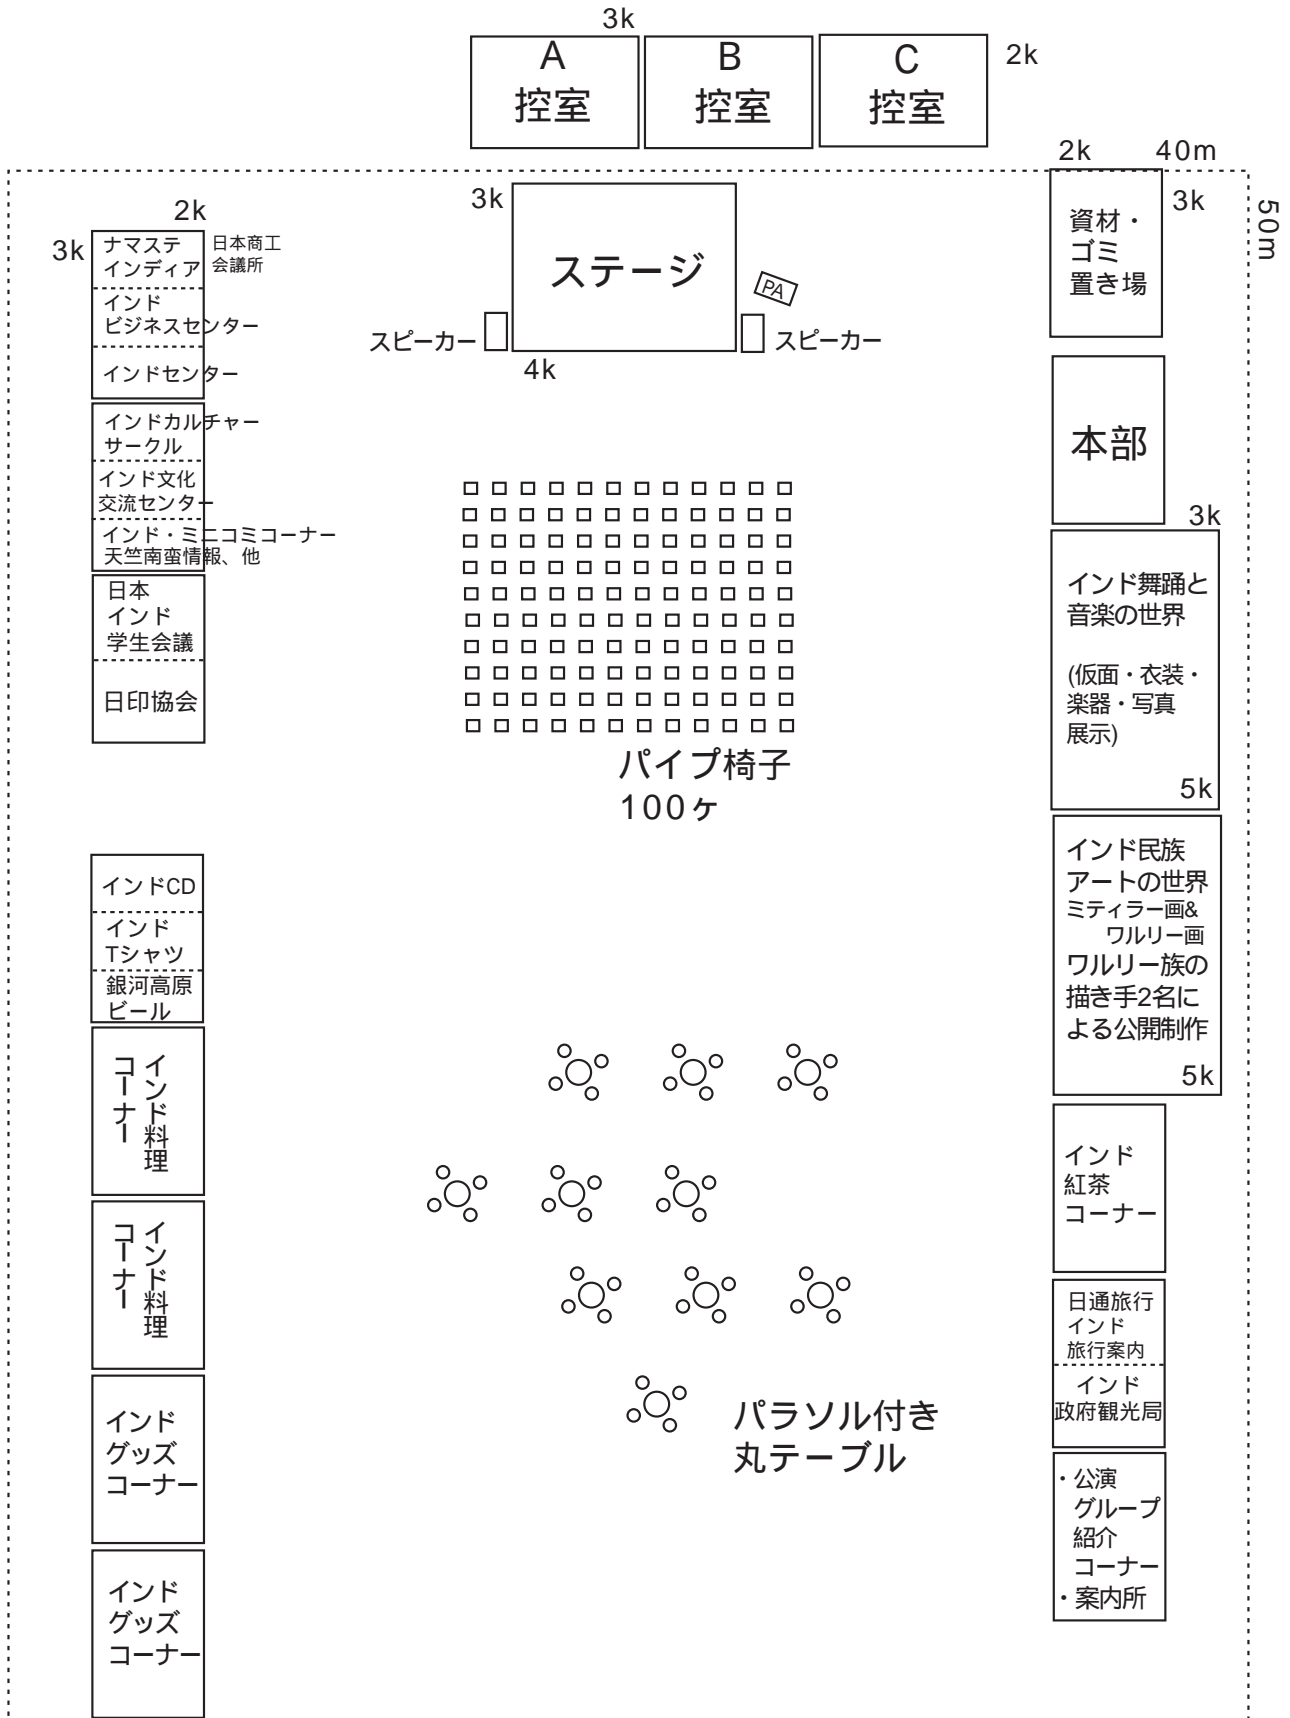 3k
A
控室
B
控室
C
控室
2k
2k
40m
50m
3k
資材・
ゴミ
置き場
3k
ステージ
PA
スピーカー
スピーカー
4k
2k
3k
ナマステ
インディア
日本商工
会議所
インド
ビジネスセンター
インドセンター
インドカルチャー
サークル
インド文化
交流センター
インド・ミニコミコーナー
天竺南蛮情報、他
日本
インド
学生会議
日印協会
本部
3k
インド舞踊と
音楽の世界
(仮面・衣装・
楽器・写真
展示)
5k
パイプ椅子
100ヶ
インドCD
インド
Tシャツ
銀河高原
ビール
インド料理
コーナー
インド料理
コーナー
インド
グッズ
コーナー
インド
グッズ
コーナー
インド民族
アートの世界
ミティラー画&
ワルリー画
ワルリー族の
描き手2名に
よる公開制作
5k
インド
紅茶
コーナー
日通旅行
インド
旅行案内
インド
政府観光局
・公演
グループ
紹介
コーナー
・案内所
パラソル付き
丸テーブル